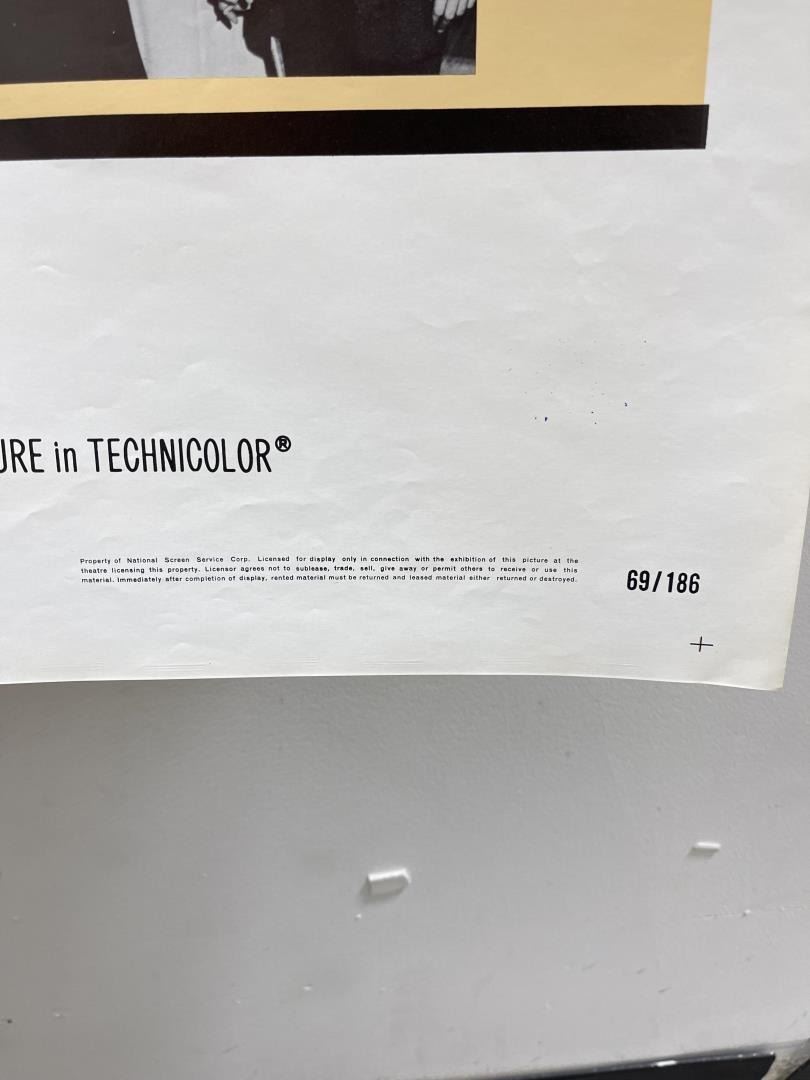 URE in TECHNICOLOR®
Property of National Screen Service Corp. Licensed for display only in connection with the exhibition of this picture at the
theatre licensing this property. Licensor agrees not to sublease, trade, sell, give away or permit others to receive or use this
material. Immediately after completion of display, rented material must be returned and leased material either returned or destroyed.
69/186